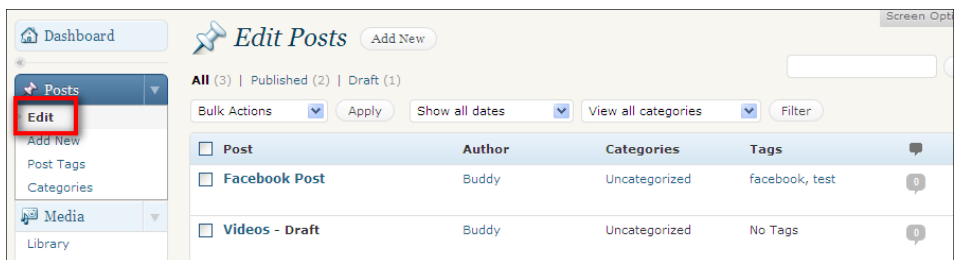 Screen Opti
Dashboard
Edit Posts Add New
All (3) | Published (2) | Draft (1)
Posts
Edit
Add New
Post Tags
Categories
Media
Library
Bulk Actions Apply Show all dates View all categories Filter
Post Author Categories Tags
Facebook Post Buddy Uncategorized facebook, test 0
Videos - Draft Buddy Uncategorized No Tags 0